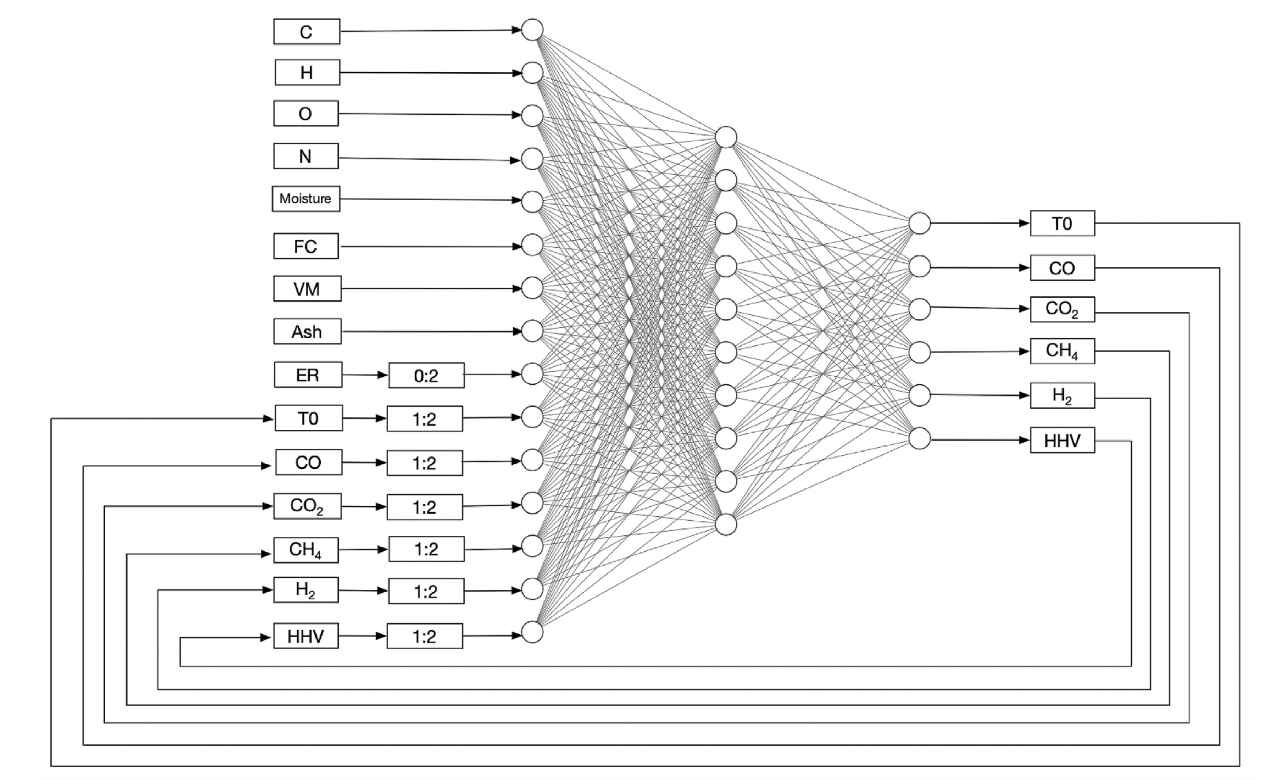 C
H
O
N
Moisture
FC
VM
Ash
ER 0:2
T0 1:2
CO 1:2
CO₂ 1:2
CH₄ 1:2
H₂ 1:2
HHV 1:2
T0
CO
CO₂
CH₄
H₂
HHV